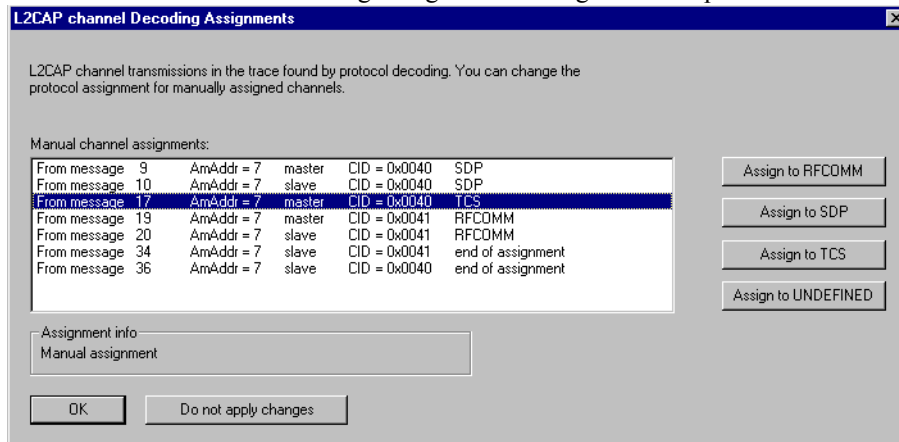 L2CAP channel Decoding Assignments
L2CAP channel transmissions in the trace found by protocol decoding. You can change the
protocol assignment for manually assigned channels.
Manual channel assignments:
From message 9 AmAddr = 7 master CID = 0x0040 SDP
From message 10 AmAddr = 7 slave CID = 0x0040 SDP
From message 17 AmAddr = 7 master CID = 0x0040 TCS
From message 19 AmAddr = 7 master CID = 0x0041 RFCOMM
From message 20 AmAddr = 7 slave CID = 0x0041 RFCOMM
From message 34 AmAddr = 7 slave CID = 0x0041 end of assignment
From message 36 AmAddr = 7 slave CID = 0x0040 end of assignment
Assign to RFCOMM
Assign to SDP
Assign to TCS
Assign to UNDEFINED
Assignment info
Manual assignment
OK Do not apply changes